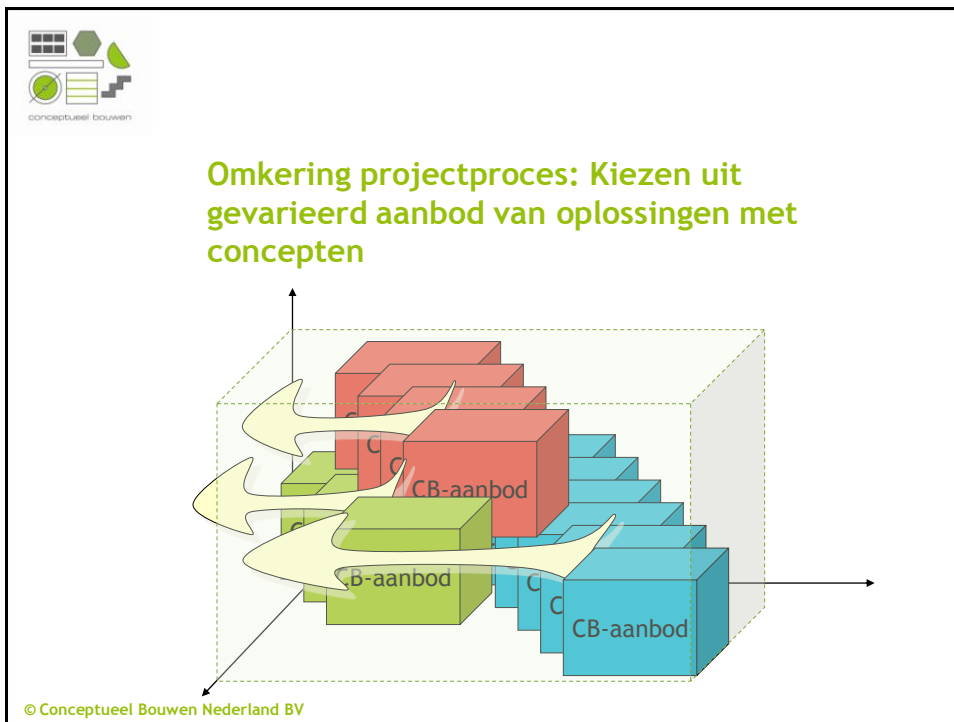 conceptueel bouwen
Omkering projectproces: Kiezen uit
gevarieerd aanbod van oplossingen met
concepten
C
C
C
CB-aanbod
C
CB-aanbod
C
C
C
CB-aanbod
© Conceptueel Bouwen Nederland BV